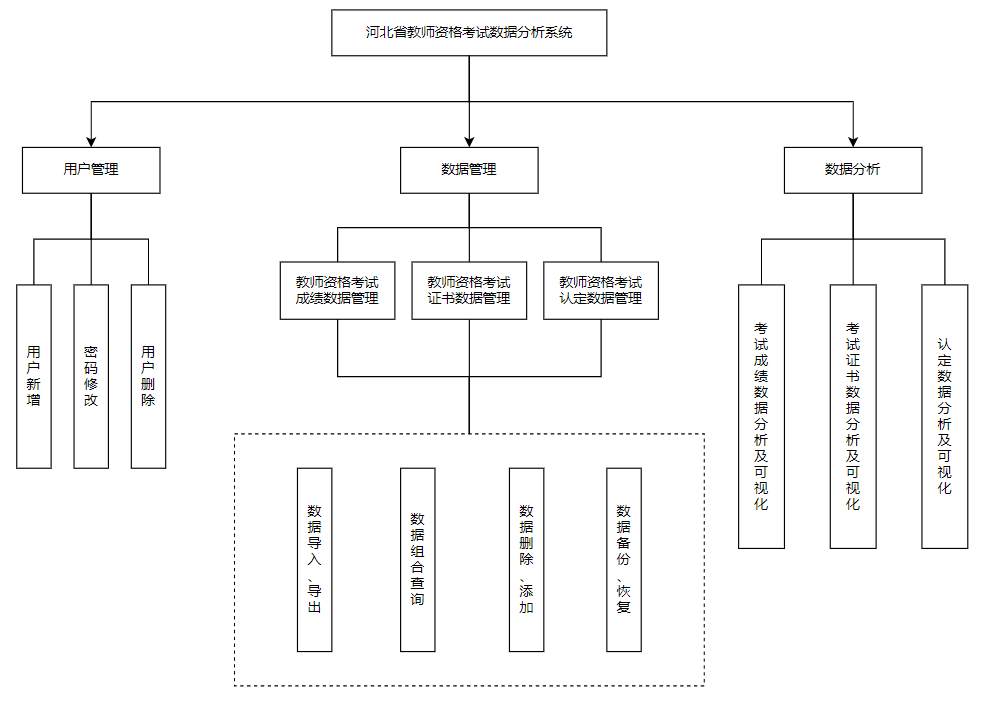 河北省教师资格考试数据分析系统
用户管理
数据管理
数据分析
教师资格考试
成绩数据管理
教师资格考试
证书数据管理
教师资格考试
认定数据管理
用户新增
密码修改
用户删除
考试成绩数据分析及可视化
考试证书数据分析及可视化
认定数据分析及可视化
数据导入、导出
数据组合查询
数据删除、添加
数据备份、恢复